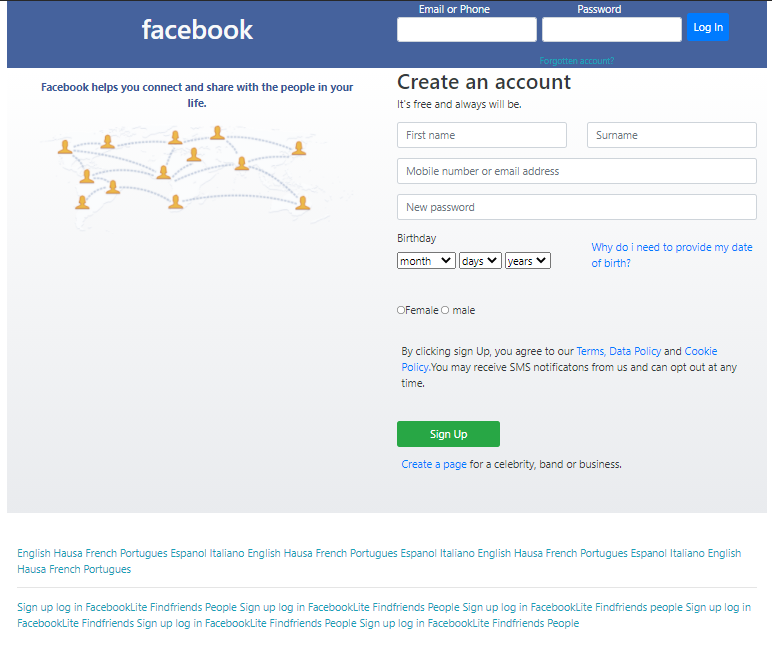 Email or Phone Password
facebook
Log In
Forgotten account?
Facebook helps you connect and share with the people in your
life.
Create an account
It's free and always will be.
First name Surname
Mobile number or email address
New password
Birthday
month days years
Why do i need to provide my date
of birth?
Female male
By clicking sign Up, you agree to our Terms, Data Policy and Cookie
Policy.You may receive SMS notificatons from us and can opt out at any
time.
Sign Up
Create a page for a celebrity, band or business.
English Hausa French Portugues Espanol Italiano English Hausa French Portugues Espanol Italiano English Hausa French Portugues Espanol Italiano English
Hausa French Portugues
Sign up log in FacebookLite Findfriends People Sign up log in FacebookLite Findfriends People Sign up log in FacebookLite Findfriends people Sign up log in
FacebookLite Findfriends Sign up log in FacebookLite Findfriends People Sign up log in FacebookLite Findfriends People